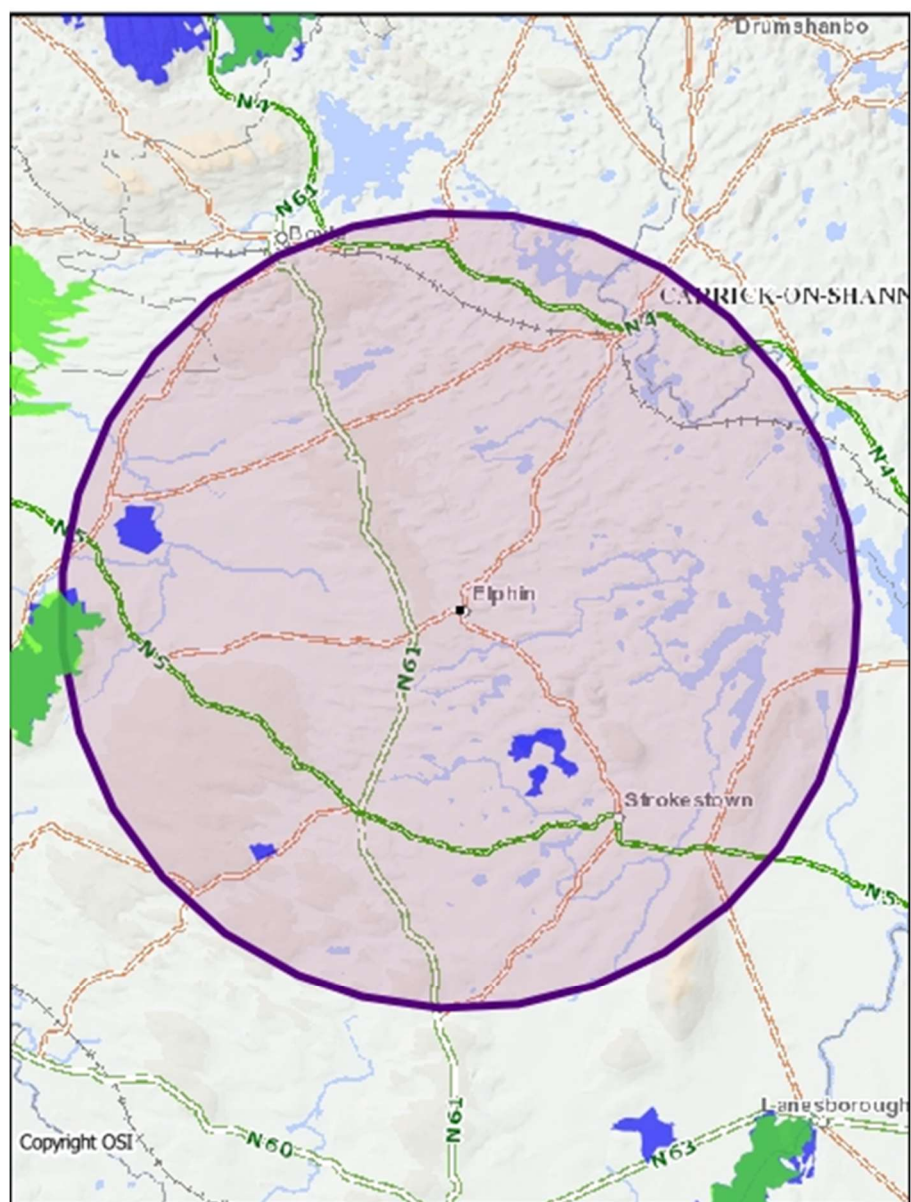 Drumshanbo
N4
N61
Boyle
CARRICK-ON-SHANN
N4
N4
N5
Elphin
N5
N61
Strokestown
N5
Lanesborough
N61
Copyright OSI
N60
N63